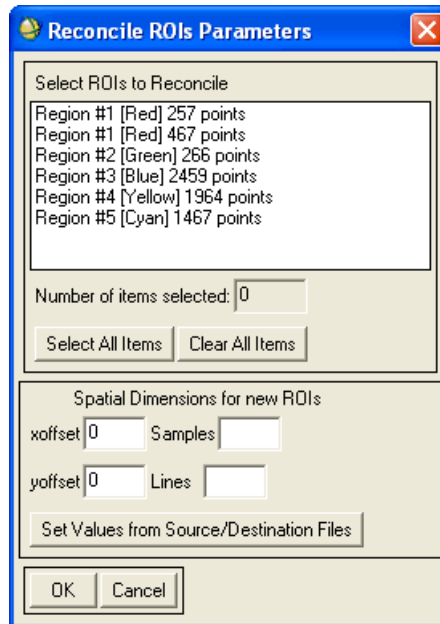 Reconcile ROIs Parameters
Select ROIs to Reconcile
Region #1 [Red] 257 points
Region #1 [Red] 467 points
Region #2 [Green] 266 points
Region #3 [Blue] 2459 points
Region #4 [Yellow] 1964 points
Region #5 [Cyan] 1467 points
Number of items selected: 0
Select All Items Clear All Items
Spatial Dimensions for new ROIs
xoffset 0 Samples
yoffset 0 Lines
Set Values from Source/Destination Files
OK Cancel